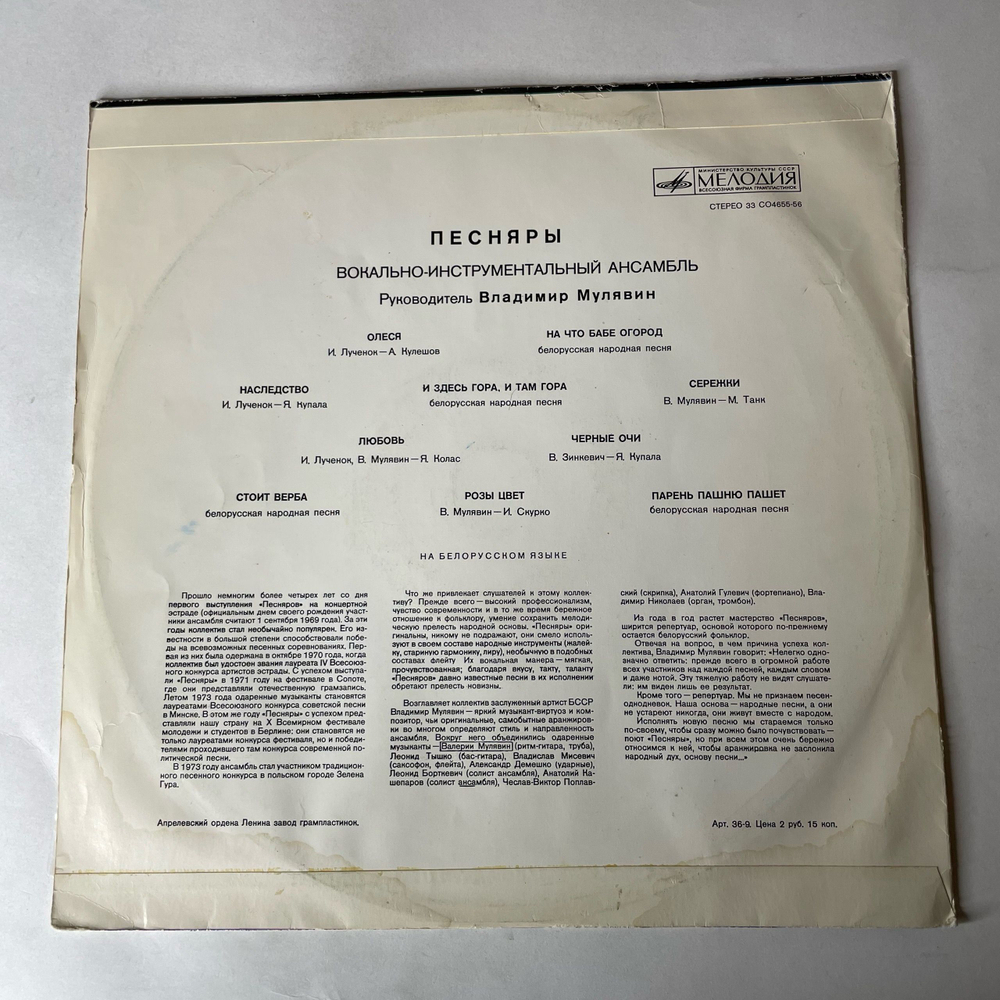 МИНИСТЕРСТВО КУЛЬТУРЫ СССР
МЕЛОДИЯ
ВСЕСОЮЗНАЯ ФИРМА ГРАМПЛАСТИНОК
СТЕРЕО 33 СО4655-56
ПЕСНЯРЫ
ВОКАЛЬНО-ИНСТРУМЕНТАЛЬНЫЙ АНСАМБЛЬ
Руководитель Владимир Мулявин
ОЛЕСЯ
И. Лученок—А. Кулешов
НА ЧТО БАБЕ ОГОРОД
белорусская народная песня
НАСЛЕДСТВО
И. Лученок—Я. Купала
И ЗДЕСЬ ГОРА, И ТАМ ГОРА
белорусская народная песня
СЕРЕЖКИ
В. Мулявин—М. Танк
ЛЮБОВЬ
И. Лученок, В. Мулявин—Я. Колас
ЧЕРНЫЕ ОЧИ
В. Зинкевич—Я. Купала
СТОИТ ВЕРБА
белорусская народная песня
РОЗЫ ЦВЕТ
В. Мулявин—И. Скурко
ПАРЕНЬ ПАШНЮ ПАШЕТ
белорусская народная песня
НА БЕЛОРУССКОМ ЯЗЫКЕ
Прошло немногим более четырех лет со дня
первого выступления «Песняров» на концертной
эстраде (официальным днем своего рождения участ-
ники ансамбля считают 1 сентября 1969 года). За эти
годы коллектив стал необычайно популярен. Его из-
вестности в большой степени способствовали побе-
ды на всевозможных песенных соревнованиях. Пер-
вая из них была одержана в октябре 1970 года, когда
коллектив был удостоен звания лауреата IV Всесоюз-
ного конкурса артистов эстрады. С успехом выступа-
ли «Песняры» в 1971 году на фестивале в Сопоте,
где они представляли отечественную грамзапись.
Летом 1973 года одаренные музыканты становятся
лауреатами Всесоюзного конкурса советской песни
в Минске. В этом же году «Песняры» с успехом пред-
ставляли нашу страну на X Всемирном фестивале
молодежи и студентов в Берлине; они становятся не
только лауреатами конкурса фестиваля, но и победи-
телями проходившего там конкурса современной по-
литической песни.
В 1973 году ансамбль стал участником традицион-
ного песенного конкурса в польском городе Зелена
Гура.
Что же привлекает слушателей к этому коллек-
тиву? Прежде всего—высокий профессионализм,
чувство современности и в то же время бережное
отношение к фольклору, умение сохранить мелоди-
ческую прелесть народной основы. «Песняры» ори-
гинальны, никому не подражают, они смело исполь-
зуют в своем составе народные инструменты (жалей-
ку, старинную гармонику, лиру), необычную в подобных
составах флейту Их вокальная манера—мягкая,
прочувствованная; благодаря вкусу, такту, таланту
«Песняров» давно известные песни в их исполнении
обретают прелесть новизны.
Возглавляет коллектив заслуженный артист БССР
Владимир Мулявин—яркий музыкант-виртуоз и ком-
позитор, чьи оригинальные, самобытные аранжиров-
ки во многом определяют стиль и направленность
ансамбля. Вокруг него объединились одаренные
музыканты—Валерий Мулявин (ритм-гитара, труба),
Леонид Тышко (бас-гитара), Владислав Мисевич
(саксофон, флейта), Александр Демешко (ударные),
Леонид Борткевич (солист ансамбля), Анатолий Ка-
шепаров (солист ансамбля), Чеслав-Виктор Поплав-
ский (скрипка), Анатолий Гулевич (фортепиано), Вла-
димир Николаев (орган, тромбон).
Из года в год растет мастерство «Песняров»,
ширится репертуар, основой которого по-прежнему
остается белорусский фольклор.
Отвечая на вопрос, в чем причина успеха кол-
лектива, Владимир Мулявин говорит: «Нелегко одно-
значно ответить: прежде всего в огромной работе
всех участников над каждой песней, каждым словом
и даже нотой. Эту тяжелую работу не видят слушате-
ли: им виден лишь ее результат.
Кроме того—репертуар. Мы не признаем песен-
однодневок. Наша основа—народные песни, а они
не устареют никогда, они живут вместе с народом.
Исполнять новую песню мы стараемся только
по-своему, чтобы сразу можно было почувствовать—
поют «Песняры», но при всем этом очень бережно
относимся к ней, чтобы аранжировка не заслонила
народный дух, основу песни...»
Апрелевский ордена Ленина завод грампластинок.
Арт. 36-9. Цена 2 руб. 15 коп.